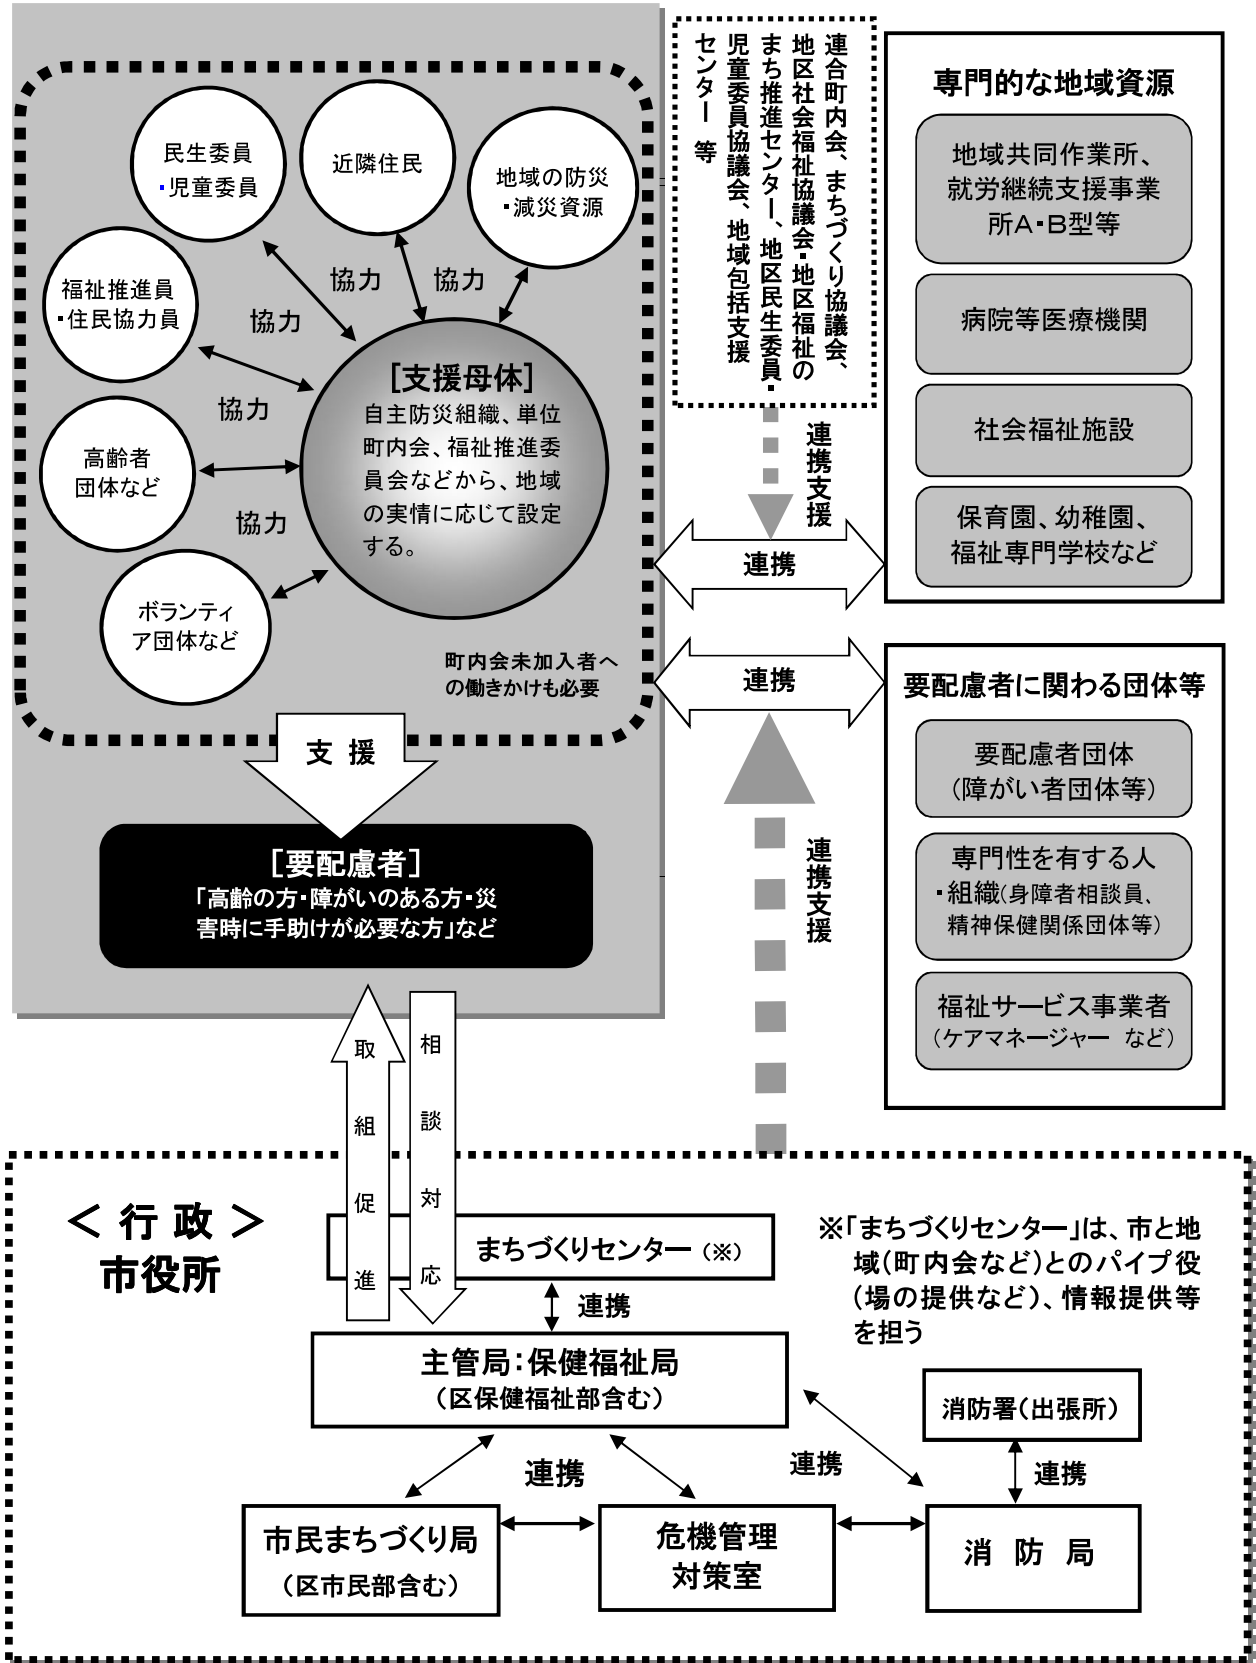 民生委員
・児童委員
近隣住民
地域の防災
・減災資源
福祉推進員
・住民協力員
高齢者
団体など
ボランティ
ア団体など
協力
協力
協力
協力
協力
［支援母体］
自主防災組織、単位
町内会、福祉推進委
員会などから、地域
の実情に応じて設定
する。
町内会未加入者へ
の働きかけも必要
支 援
［要配慮者］
「高齢の方・障がいのある方・災
害時に手助けが必要な方」など
連合町内会、まちづくり協議会、
地区社会福祉協議会・地区福祉の
まち推進センター、地区民生委員・
児童委員協議会、地域包括支援
センター 等
連携支援
連携
連携
連携支援
専門的な地域資源
地域共同作業所、
就労継続支援事業
所Ａ・Ｂ型等
病院等医療機関
社会福祉施設
保育園、幼稚園、
福祉専門学校など
要配慮者に関わる団体等
要配慮者団体
（障がい者団体等）
専門性を有する人
・組織（身障者相談員、
精神保健関係団体等）
福祉サービス事業者
（ケアマネージャー など）
取組促進
相談対応
＜ 行 政 ＞
市役所
まちづくりセンター （※）
※「まちづくりセンター」は、市と地
域（町内会など）とのパイプ役
（場の提供など）、情報提供等
を担う
連携
主管局：保健福祉局
（区保健福祉部含む）
消防署（出張所）
連携
連携
連携
市民まちづくり局
（区市民部含む）
危機管理
対策室
消 防 局